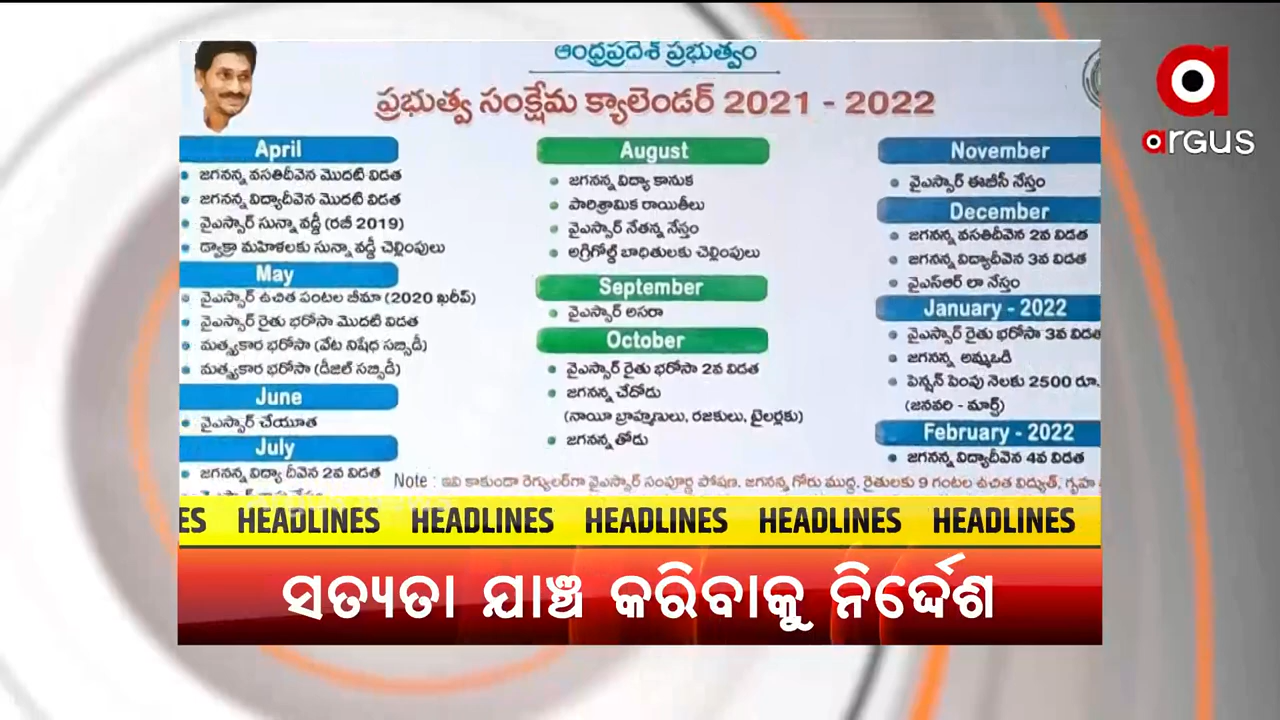 ఆంధ్రప్రదేశ్ ప్రభుత్వం
ప్రభుత్వ సంక్షేమ క్యాలెండర్ 2021 - 2022
April
జగనన్న వసతిదీవెన మొదటి విడత
జగనన్న విద్యాదీవెన మొదటి విడత
వైఎస్సార్ సున్నా వడ్డీ (రబీ 2019)
డ్వాక్రా మహిళలకు సున్నా వడ్డీ చెల్లింపులు
May
వైఎస్సార్ ఉచిత పంటల బీమా (2020 ఖరీప్)
వైఎస్సార్ రైతు భరోసా మొదటి విడత
మత్స్యకార భరోసా (వేట నిషేధ సబ్సిడీ)
మత్స్యకార భరోసా (డీజిల్ సబ్సిడీ)
June
వైఎస్సార్ చేయూత
July
జగనన్న విద్యా దీవెన 2వ విడత
August
జగనన్న విద్యా కానుక
పారిశ్రామిక రాయితీలు
వైఎస్సార్ నేతన్న నేస్తం
అగ్రిగోల్డ్ బాధితులకు చెల్లింపులు
September
వైఎస్సార్ అసరా
October
వైఎస్సార్ రైతు భరోసా 2వ విడత
జగనన్న చేదోడు
(నాయీ బ్రాహ్మణులు, రజకులు, టైలర్లకు)
జగనన్న తోడు
November
వైఎస్సార్ ఈబీసీ నేస్తం
December
జగనన్న వసతిదీవెన 2వ విడత
జగనన్న విద్యాదీవెన 3వ విడత
వైఎస్ఆర్ లా నేస్తం
January - 2022
వైఎస్సార్ రైతు భరోసా 3వ విడత
జగనన్న అమ్మఒడి
పెన్షన్ పెంపు నెలకు 2500 రూ.
(జనవరి - మార్చ్)
February - 2022
జగనన్న విద్యాదీవెన 4వ విడత
Note : ఇవి కాకుండా రెగ్యులర్‌గా వైఎస్సార్ సంపూర్ణ పోషణ, జగనన్న గోరు ముద్ద, రైతులకు 9 గంటల ఉచిత విద్యుత్, గృహ
ES HEADLINES HEADLINES HEADLINES HEADLINES HEADLINES
ସତ୍ୟତା ଯାଞ୍ଚ କରିବାକୁ ନିର୍ଦ୍ଦେଶ
a
argus